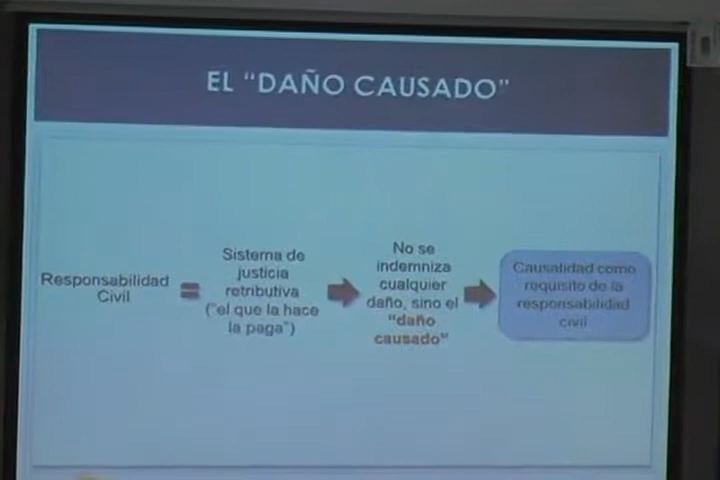 EL “DAÑO CAUSADO”
Responsabilidad
Civil
=
Sistema de
justicia
retributiva
("el que la hace
la paga")
No se
indemniza
cualquier
daño, sino el
"daño
causado"
Causalidad como
requisito de la
responsabilidad
civil